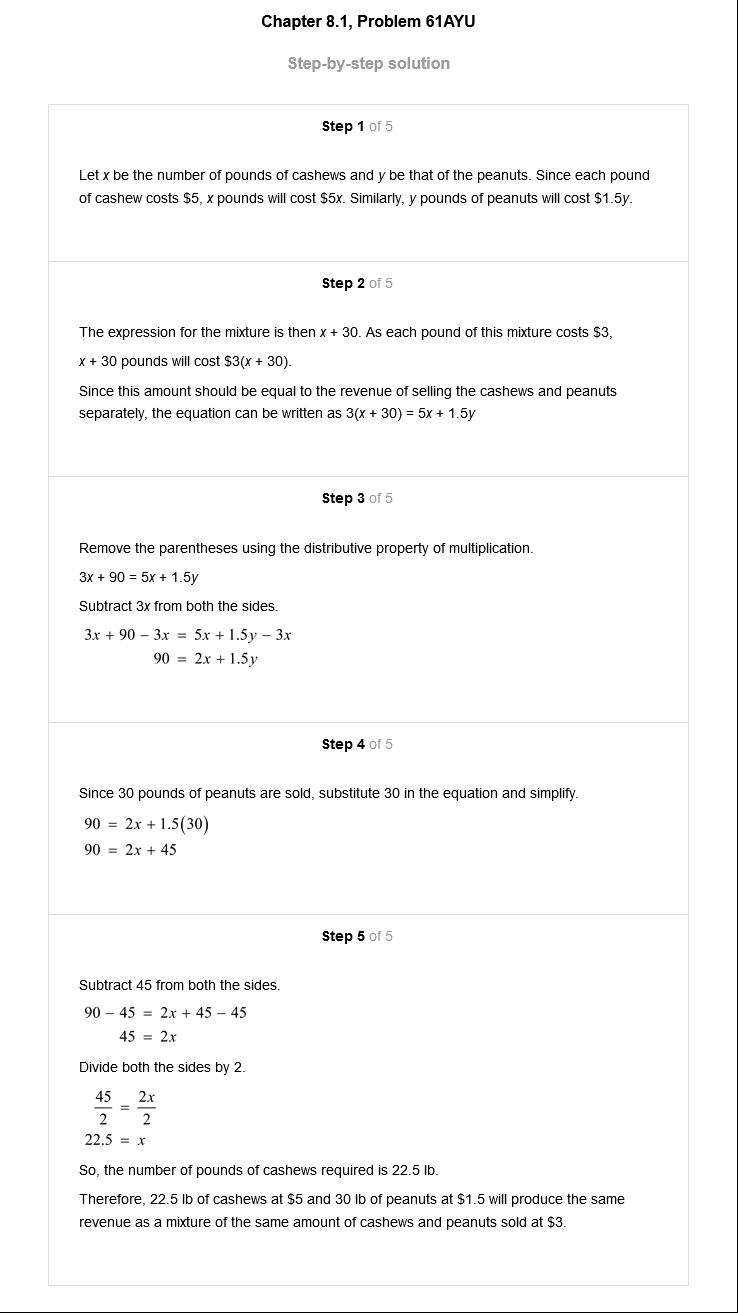 Chapter 8.1, Problem 61AYU
Step-by-step solution
Step 1 of 5
Let x be the number of pounds of cashews and y be that of the peanuts. Since each pound
of cashew costs $5, x pounds will cost $5x. Similarly, y pounds of peanuts will cost $1.5y.
Step 2 of 5
The expression for the mixture is then x + 30. As each pound of this mixture costs $3,
x + 30 pounds will cost $3(x + 30).
Since this amount should be equal to the revenue of selling the cashews and peanuts
separately, the equation can be written as 3(x + 30) = 5x + 1.5y
Step 3 of 5
Remove the parentheses using the distributive property of multiplication.
3x + 90 = 5x + 1.5y
Subtract 3x from both the sides.
3x + 90 − 3x = 5x + 1.5y − 3x
90 = 2x + 1.5y
Step 4 of 5
Since 30 pounds of peanuts are sold, substitute 30 in the equation and simplify.
90 = 2x + 1.5(30)
90 = 2x + 45
Step 5 of 5
Subtract 45 from both the sides.
90 − 45 = 2x + 45 − 45
45 = 2x
Divide both the sides by 2.
45/2 = 2x/2
22.5 = x
So, the number of pounds of cashews required is 22.5 lb.
Therefore, 22.5 lb of cashews at $5 and 30 lb of peanuts at $1.5 will produce the same
revenue as a mixture of the same amount of cashews and peanuts sold at $3.